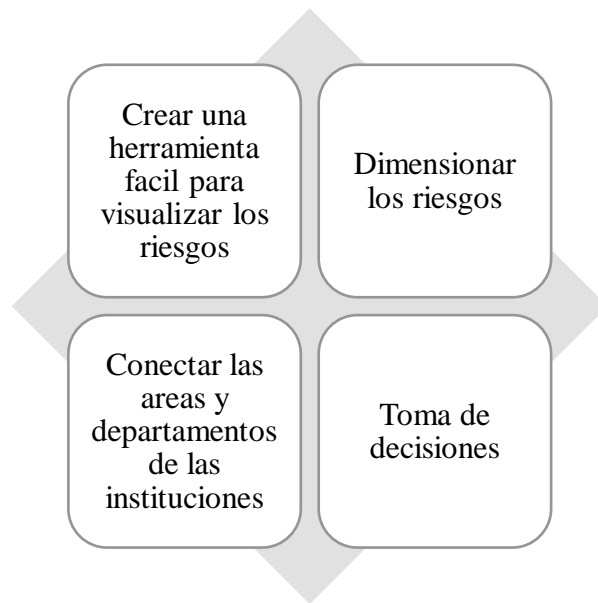 Crear una
herramienta
facil para
visualizar los
riesgos
Dimensionar
los riesgos
Conectar las
areas y
departamentos
de las
instituciones
Toma de
decisiones